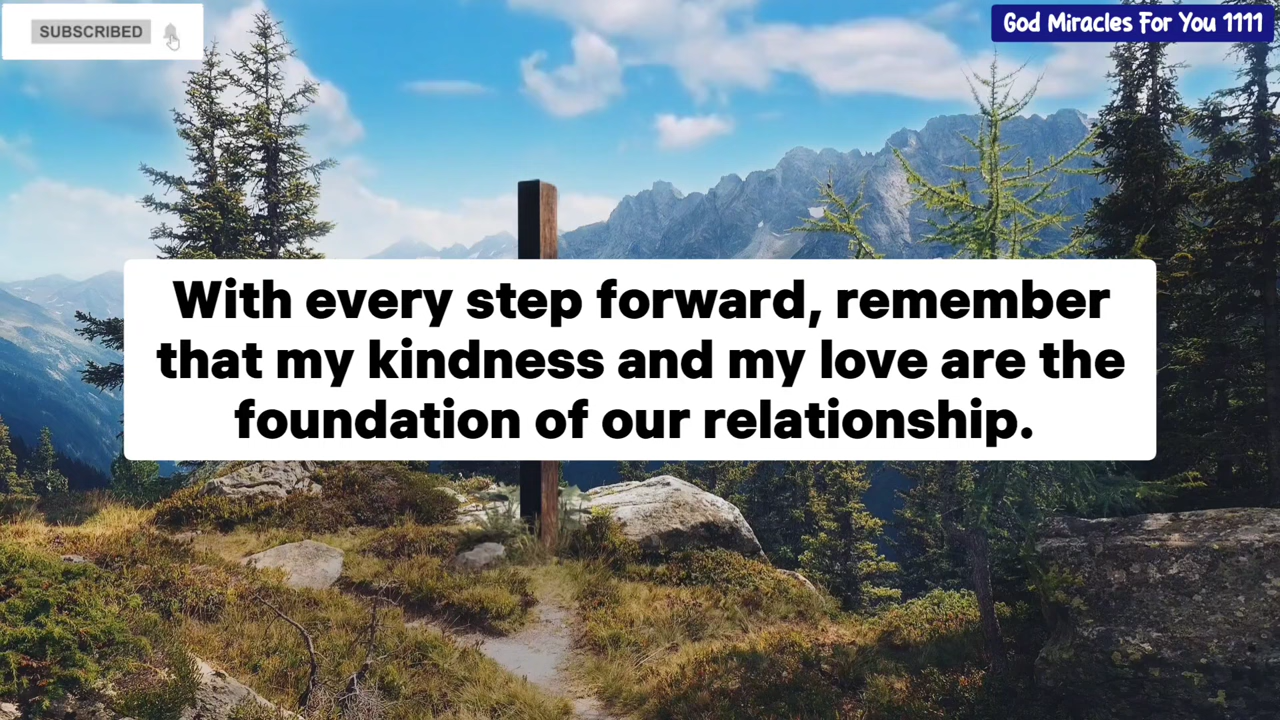 SUBSCRIBED
God Miracles For You 1111
With every step forward, remember
that my kindness and my love are the
foundation of our relationship.